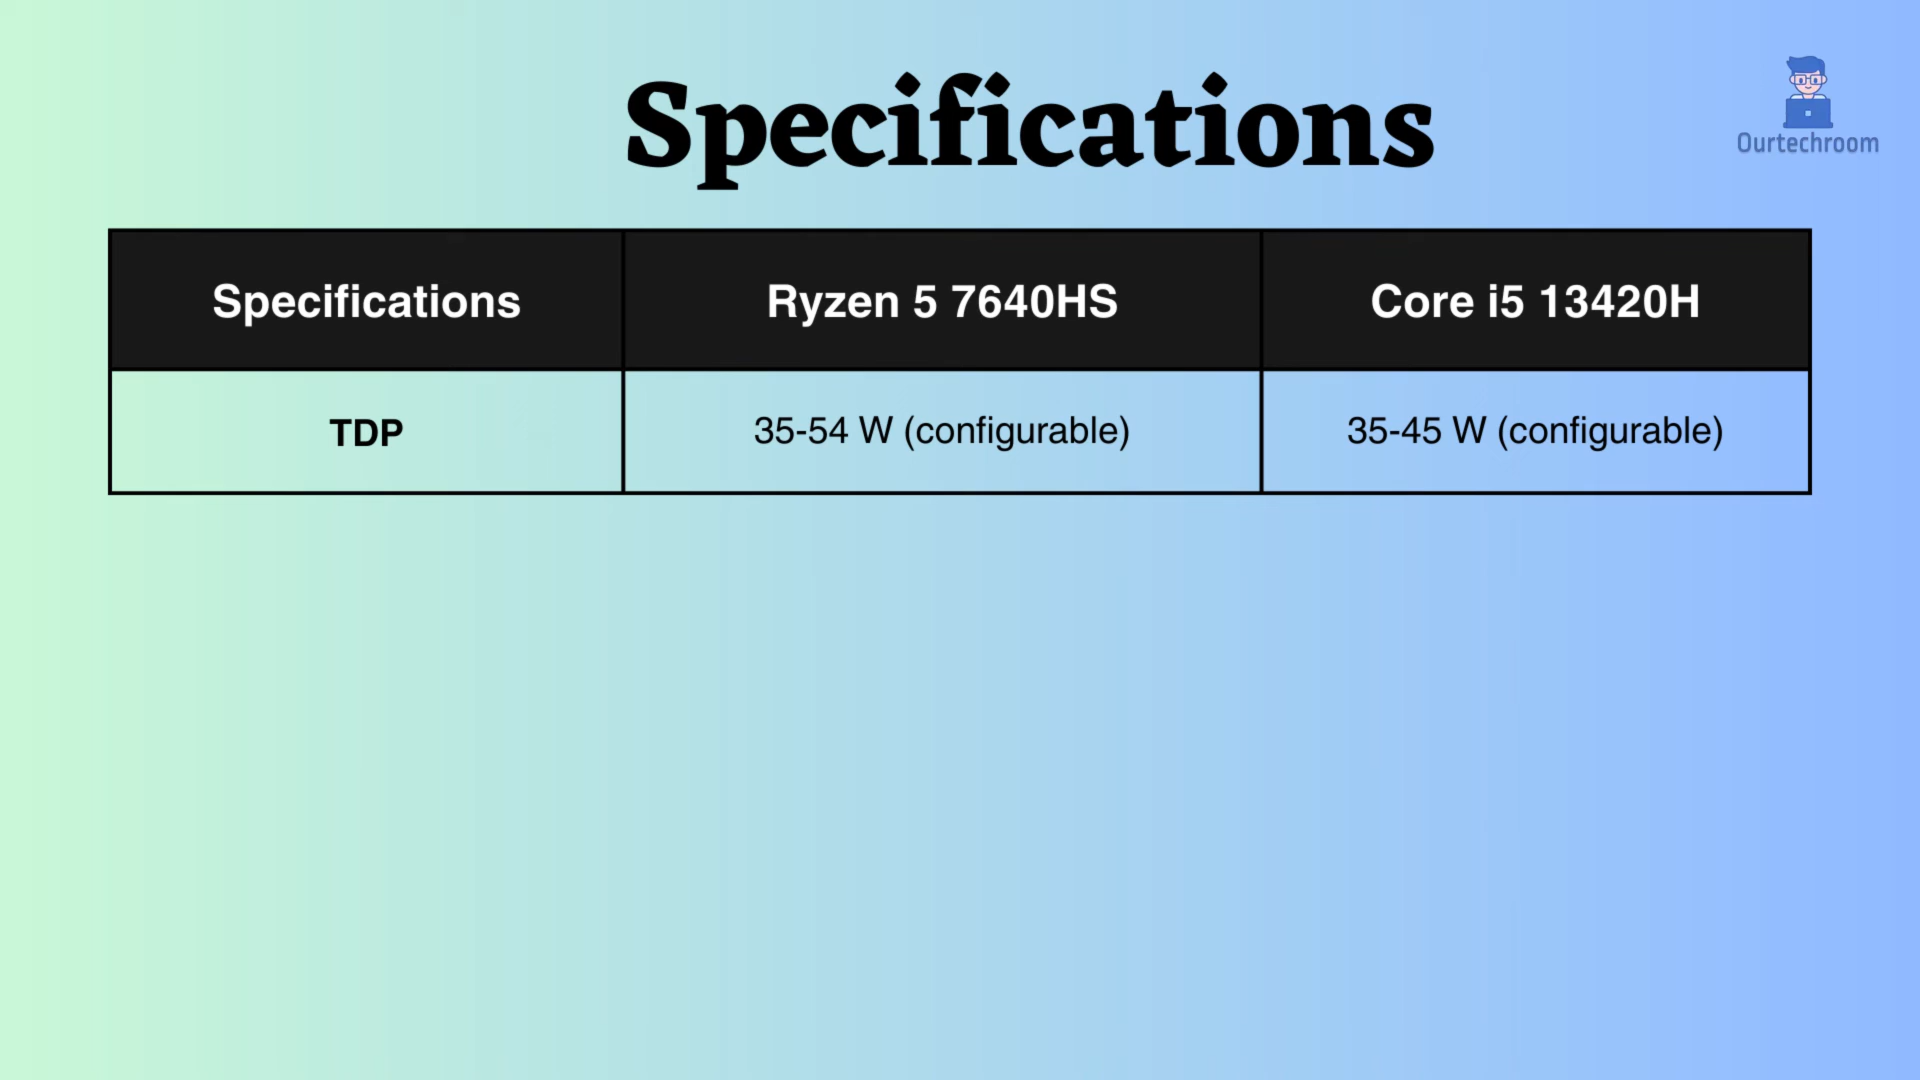 Specifications
Ourtechroom
Specifications Ryzen 5 7640HS Core i5 13420H
TDP 35-54 W (configurable) 35-45 W (configurable)